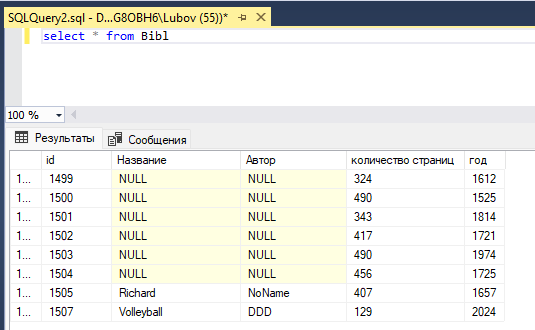 SQLQuery2.sql - D...G8OBH6\Lubov (55))*
select * from Bibl
100 %
Результаты Сообщения
id Название Автор количество страниц год
1... 1499 NULL NULL 324 1612
1... 1500 NULL NULL 490 1525
1... 1501 NULL NULL 343 1814
1... 1502 NULL NULL 417 1721
1... 1503 NULL NULL 490 1974
1... 1504 NULL NULL 456 1725
1... 1505 Richard NoName 407 1657
1... 1507 Volleyball DDD 129 2024